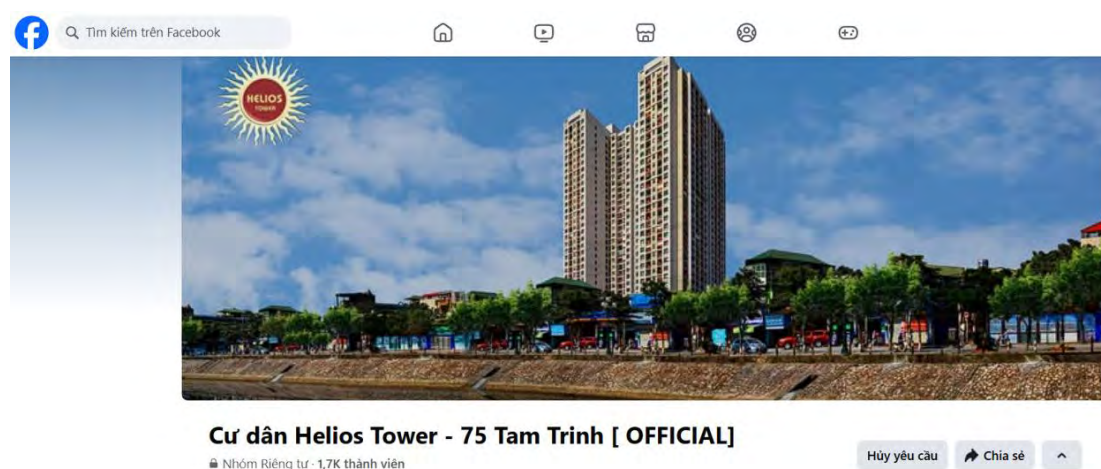 Tìm kiếm trên Facebook
HELIOS
TOWER
Cư dân Helios Tower - 75 Tam Trinh [ OFFICIAL]
Nhóm Riêng tư · 1,7K thành viên
Hủy yêu cầu
Chia sẻ